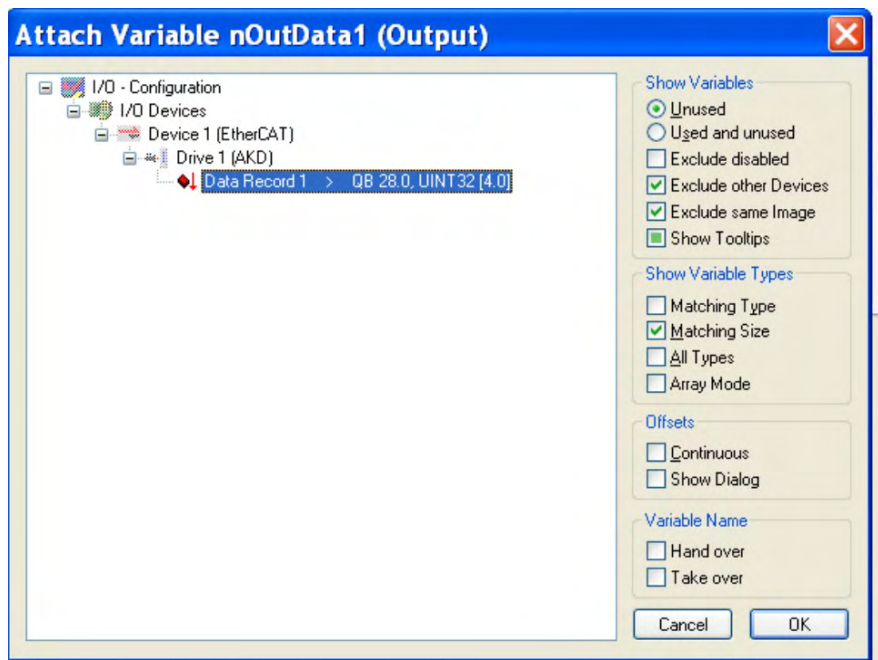 Attach Variable nOutData1 (Output)
I/O - Configuration
I/O Devices
Device 1 (EtherCAT)
Drive 1 (AKD)
Data Record 1 > QB 28.0, UINT32 [4.0]
Show Variables
Unused
Used and unused
Exclude disabled
Exclude other Devices
Exclude same Image
Show Tooltips
Show Variable Types
Matching Type
Matching Size
All Types
Array Mode
Offsets
Continuous
Show Dialog
Variable Name
Hand over
Take over
Cancel OK